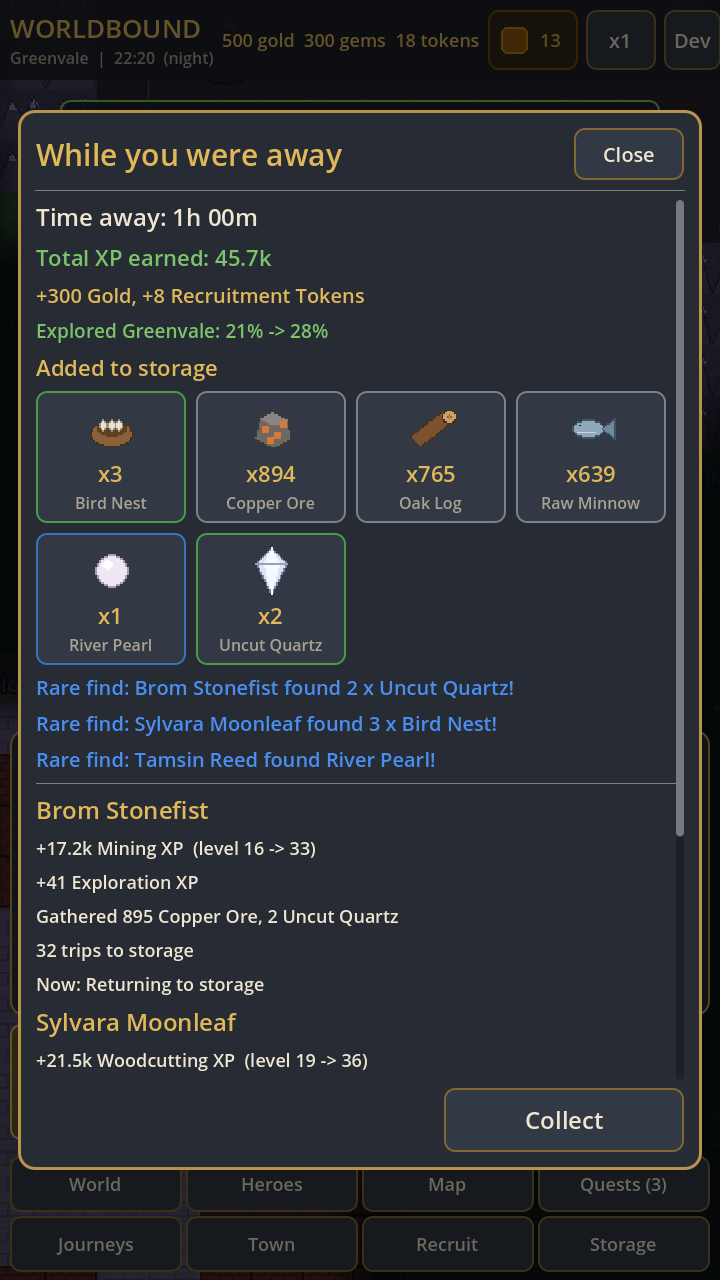 WORLDBOUND
Greenvale | 22:20 (night)
500 gold 300 gems 18 tokens
13
x1
Dev
While you were away
Close
Time away: 1h 00m
Total XP earned: 45.7k
+300 Gold, +8 Recruitment Tokens
Explored Greenvale: 21% -> 28%
Added to storage
x3 x894 x765 x639
Bird Nest Copper Ore Oak Log Raw Minnow
x1 x2
River Pearl Uncut Quartz
Rare find: Brom Stonefist found 2 x Uncut Quartz!
Rare find: Sylvara Moonleaf found 3 x Bird Nest!
Rare find: Tamsin Reed found River Pearl!
Brom Stonefist
+17.2k Mining XP (level 16 -> 33)
+41 Exploration XP
Gathered 895 Copper Ore, 2 Uncut Quartz
32 trips to storage
Now: Returning to storage
Sylvara Moonleaf
+21.5k Woodcutting XP (level 19 -> 36)
Collect
World Heroes Map Quests (3)
Journeys Town Recruit Storage